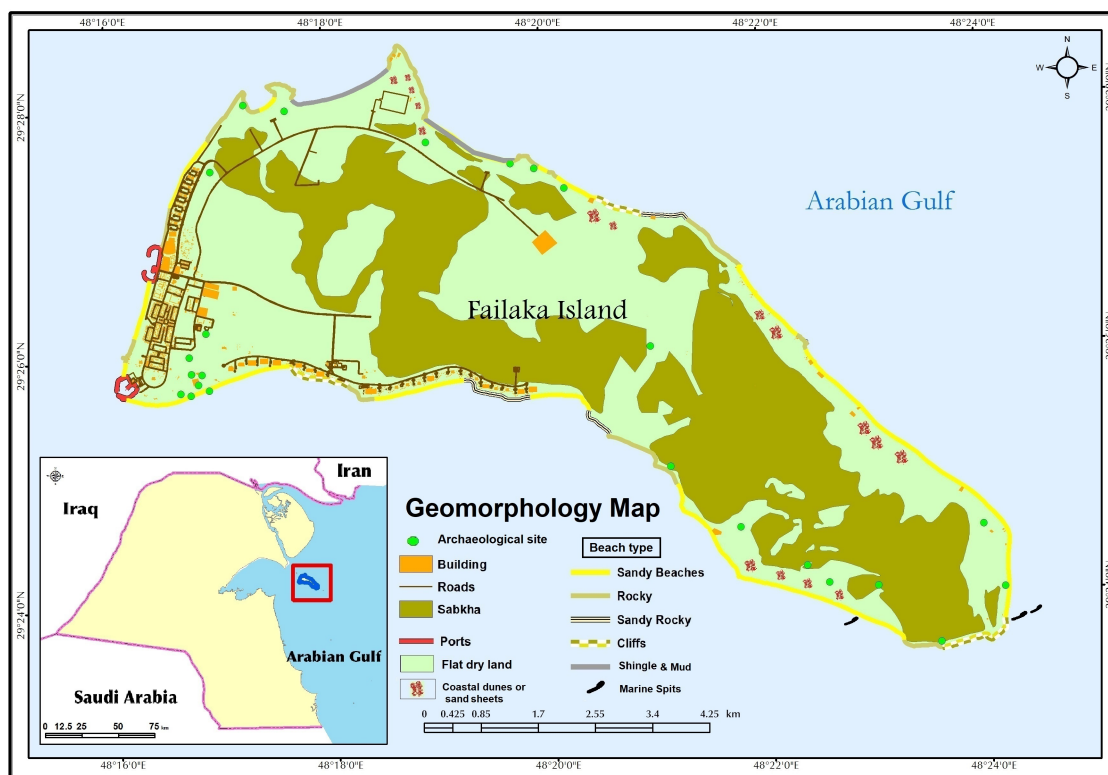 48°16'0"E
48°18'0"E
48°20'0"E
48°22'0"E
48°24'0"E
N
W
E
S
29°28'0"N
29°26'0"N
29°24'0"N
Arabian Gulf
Failaka Island
Iran
Iraq
Arabian Gulf
Saudi Arabia
0 12.5 25 50 75 km
Geomorphology Map
Archaeological site
Building
Roads
Sabkha
Ports
Flat dry land
Coastal dunes or
sand sheets
Beach type
Sandy Beaches
Rocky
Sandy Rocky
Cliffs
Shingle & Mud
Marine Spits
0 0.425 0.85 1.7 2.55 3.4 4.25 km
48°16'0"E
48°18'0"E
48°20'0"E
48°22'0"E
48°24'0"E